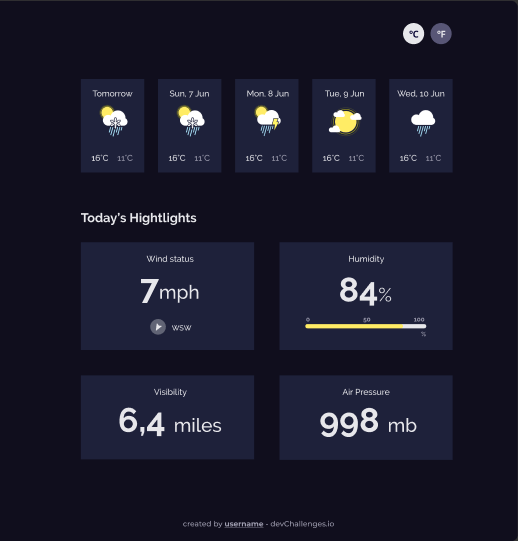 °C °F
Tomorrow Sun, 7 Jun Mon, 8 Jun Tue, 9 Jun Wed, 10 Jun
16°C 11°C 16°C 11°C 16°C 11°C 16°C 11°C 16°C 11°C
Today's Hightlights
Wind status
7mph
WSW
Humidity
84%
0 50 100
%
Visibility
6,4 miles
Air Pressure
998 mb
created by username - devChallenges.io